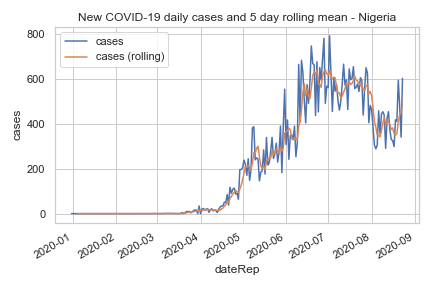 New COVID-19 daily cases and 5 day rolling mean - Nigeria
cases
cases (rolling)
800
600
400
200
0
cases
2020-01
2020-02
2020-03
2020-04
2020-05
2020-06
2020-07
2020-08
2020-09
dateRep